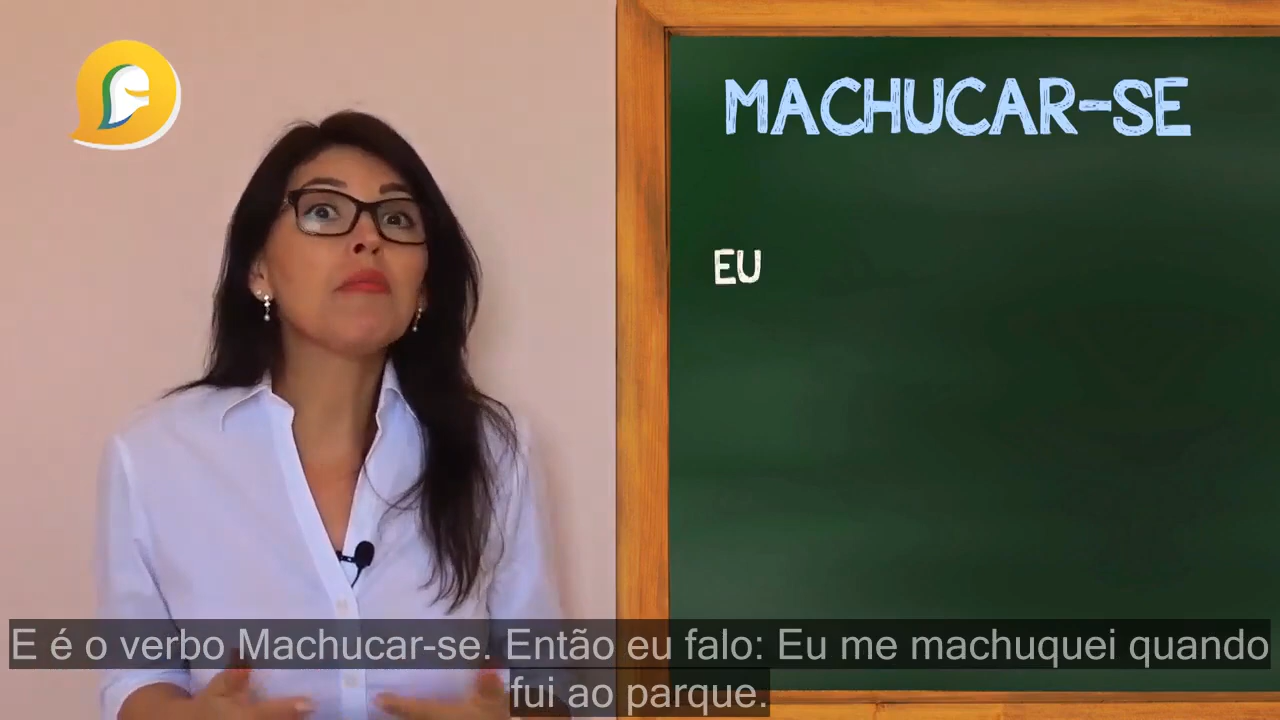 MACHUCAR-SE
EU
E é o verbo Machucar-se. Então eu falo: Eu me machuquei quando
fui ao parque.